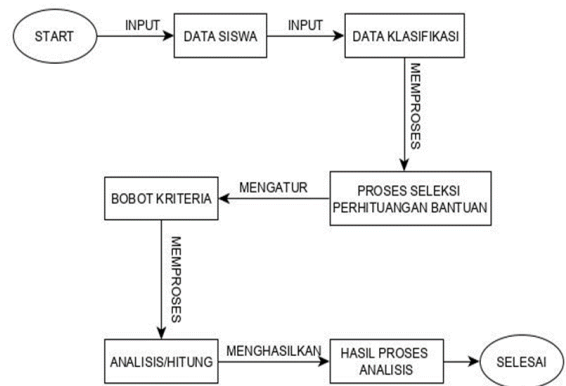 START
INPUT
DATA SISWA
INPUT
DATA KLASIFIKASI
MEMPROSES
PROSES SELEKSI
PERHITUANGAN BANTUAN
MENGATUR
BOBOT KRITERIA
MEMPROSES
ANALISIS/HITUNG
MENGHASILKAN
HASIL PROSES
ANALISIS
SELESAI